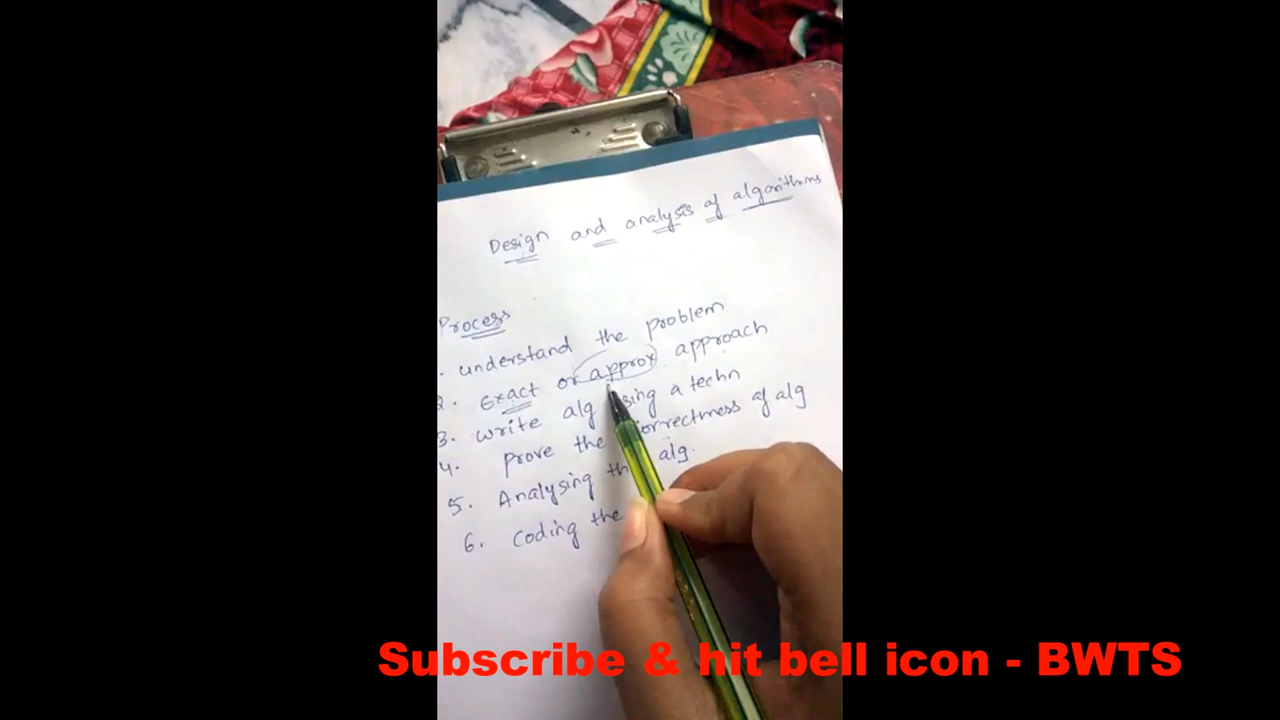 Design and analysis of algorithms
Process
understand the problem
2. Exact or approx approach
3. write alg using a techn
4. prove the correctness of alg
5. Analysing the alg.
6. Coding the
Subscribe & hit bell icon - BWTS